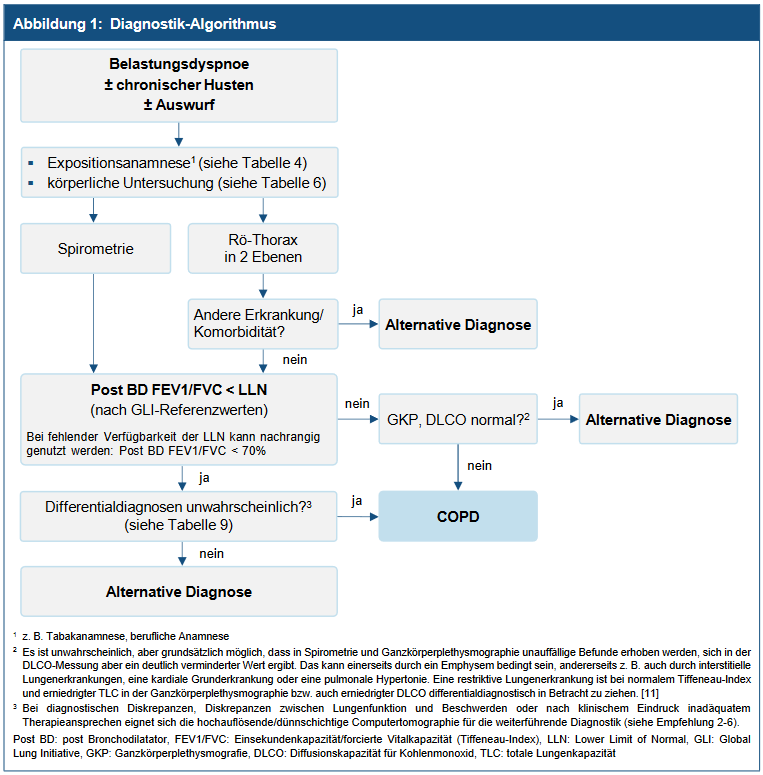 Abbildung 1: Diagnostik-Algorithmus
Belastungsdyspnoe
± chronischer Husten
± Auswurf
▪ Expositionsanamnese¹ (siehe Tabelle 4)
▪ körperliche Untersuchung (siehe Tabelle 6)
Spirometrie
Rö-Thorax
in 2 Ebenen
Andere Erkrankung/
Komorbidität?
ja
Alternative Diagnose
nein
Post BD FEV1/FVC < LLN
(nach GLI-Referenzwerten)
Bei fehlender Verfügbarkeit der LLN kann nachrangig
genutzt werden: Post BD FEV1/FVC < 70%
nein
GKP, DLCO normal?²
ja
Alternative Diagnose
nein
ja
Differentialdiagnosen unwahrscheinlich?³
(siehe Tabelle 9)
ja
COPD
nein
Alternative Diagnose
¹ z. B. Tabakanamnese, berufliche Anamnese
² Es ist unwahrscheinlich, aber grundsätzlich möglich, dass in Spirometrie und Ganzkörperplethysmographie unauffällige Befunde erhoben werden, sich in der
DLCO-Messung aber ein deutlich verminderter Wert ergibt. Das kann einerseits durch ein Emphysem bedingt sein, andererseits z. B. auch durch interstitielle
Lungenerkrankungen, eine kardiale Grunderkrankung oder eine pulmonale Hypertonie. Eine restriktive Lungenerkrankung ist bei normalem Tiffeneau-Index
und erniedrigter TLC in der Ganzkörperplethysmographie bzw. auch erniedrigter DLCO differentialdiagnostisch in Betracht zu ziehen. [11]
³ Bei diagnostischen Diskrepanzen, Diskrepanzen zwischen Lungenfunktion und Beschwerden oder nach klinischem Eindruck inadäquatem
Therapieansprechen eignet sich die hochauflösende/dünnschichtige Computertomographie für die weiterführende Diagnostik (siehe Empfehlung 2-6).
Post BD: post Bronchodilatator, FEV1/FVC: Einsekundenkapazität/forcierte Vitalkapazität (Tiffeneau-Index), LLN: Lower Limit of Normal, GLI: Global
Lung Initiative, GKP: Ganzkörperplethysmografie, DLCO: Diffusionskapazität für Kohlenmonoxid, TLC: totale Lungenkapazität